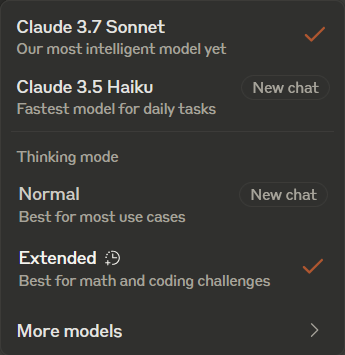 Claude 3.7 Sonnet
Our most intelligent model yet
Claude 3.5 Haiku
New chat
Fastest model for daily tasks
Thinking mode
Normal
New chat
Best for most use cases
Extended
Best for math and coding challenges
More models